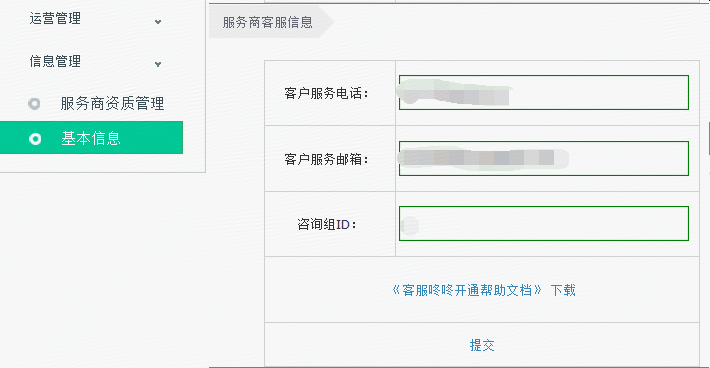 运营管理
信息管理
服务商资质管理
基本信息
服务商客服信息
客户服务电话：
客户服务邮箱：
咨询组ID：
《客服咚咚开通帮助文档》 下载
提交